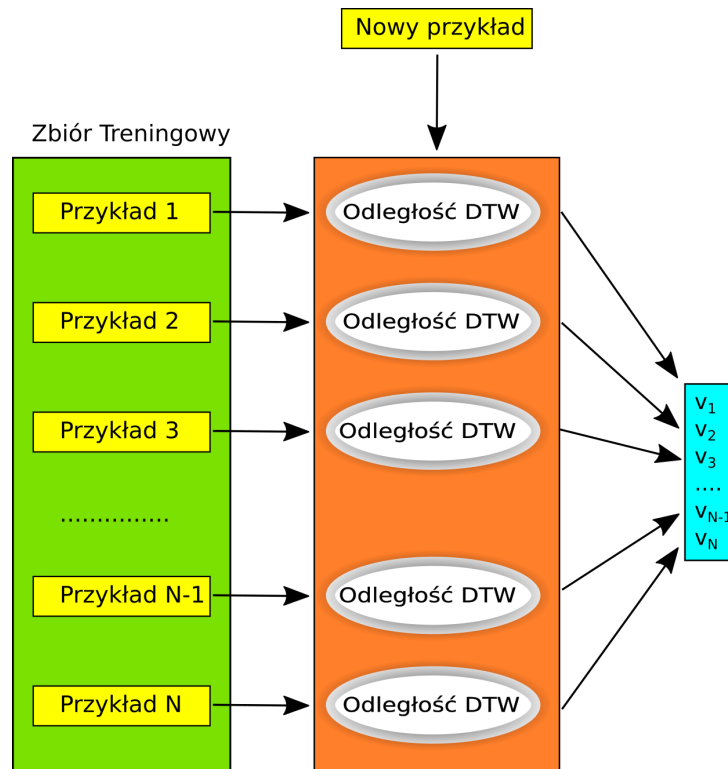 Nowy przykład
Zbiór Treningowy
Przykład 1
Odległość DTW
Przykład 2
Odległość DTW
Przykład 3
Odległość DTW
...............
Przykład N-1
Odległość DTW
Przykład N
Odległość DTW
v1
v2
v3
....
vN-1
vN